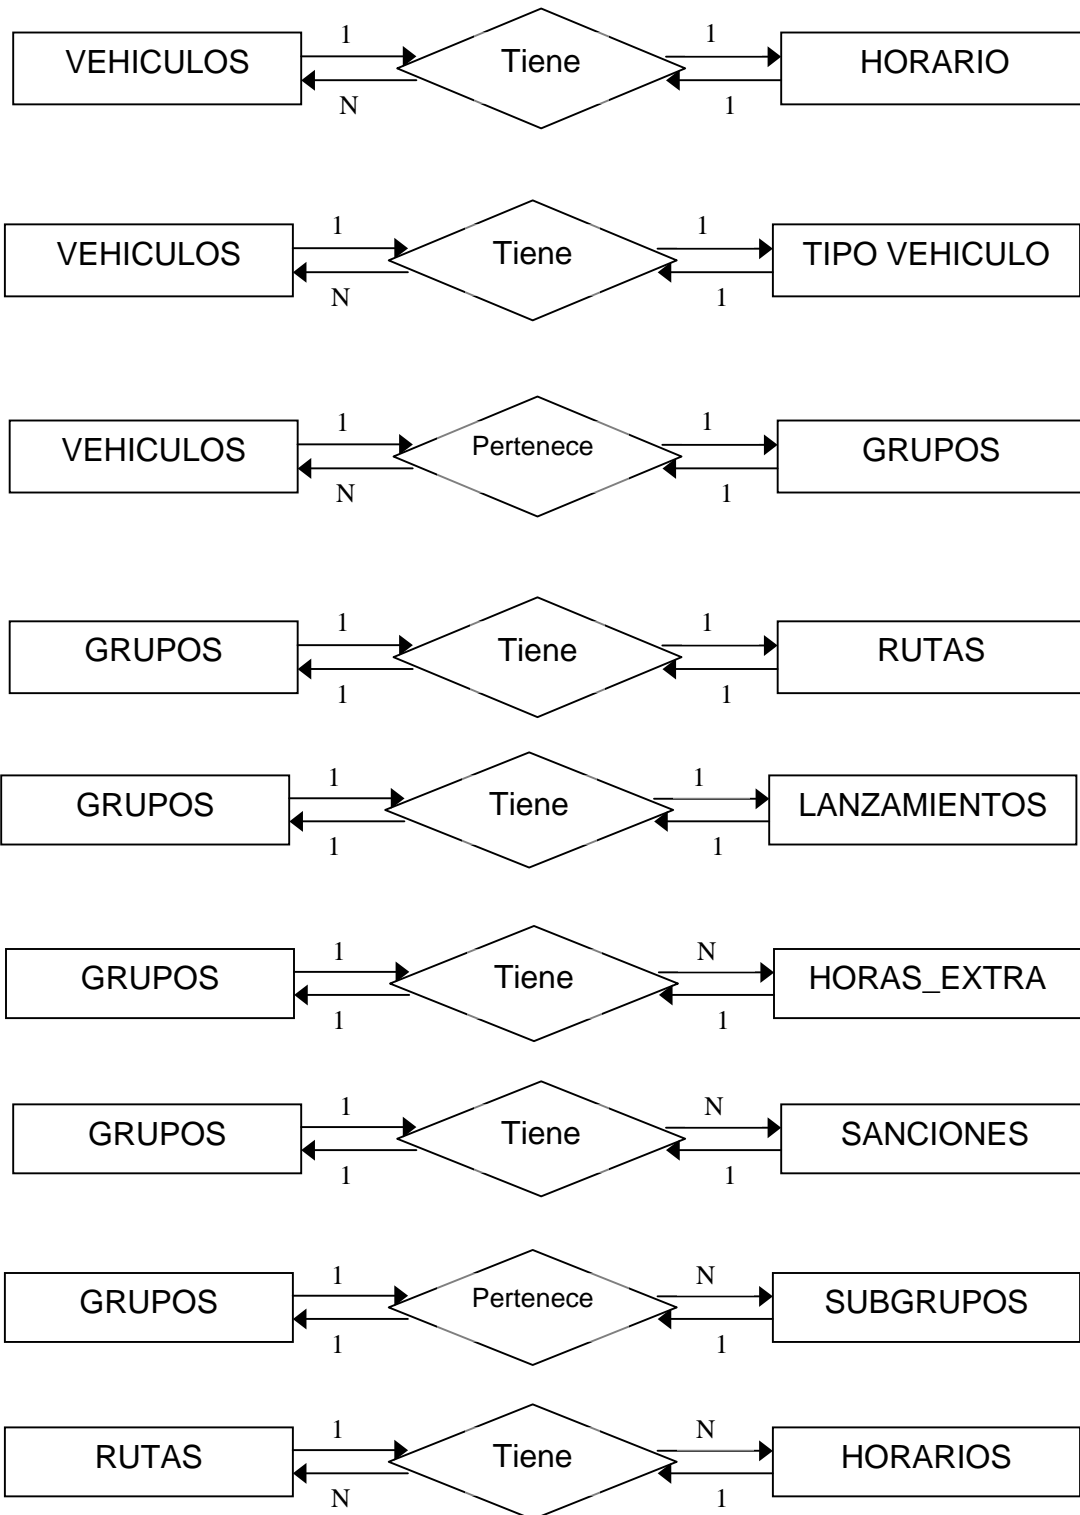 1 1
VEHICULOS Tiene HORARIO
N 1
1 1
VEHICULOS Tiene TIPO VEHICULO
N 1
1 1
VEHICULOS Pertenece GRUPOS
N 1
1 1
GRUPOS Tiene RUTAS
1 1
1 1
GRUPOS Tiene LANZAMIENTOS
1 1
1 N
GRUPOS Tiene HORAS_EXTRA
1 1
1 N
GRUPOS Tiene SANCIONES
1 1
1 N
GRUPOS Pertenece SUBGRUPOS
1 1
1 N
RUTAS Tiene HORARIOS
N 1